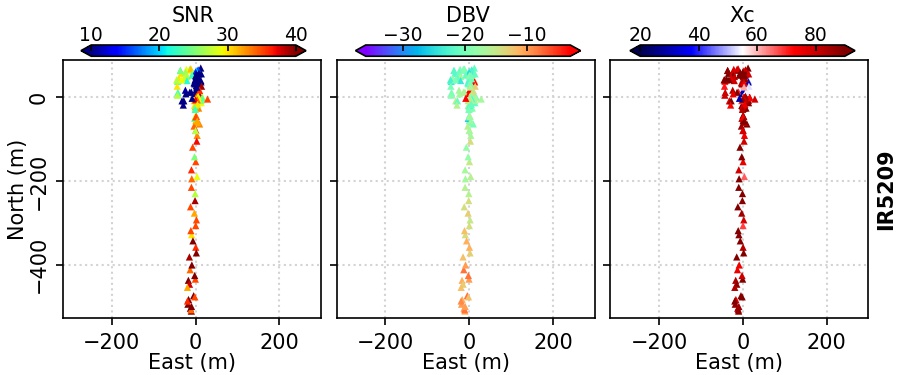 SNR DBV Xc
10 20 30 40 −30 −20 −10 20 40 60 80
0
−200
−400
North (m)
IR5209
−200 0 200 −200 0 200 −200 0 200
East (m) East (m) East (m)